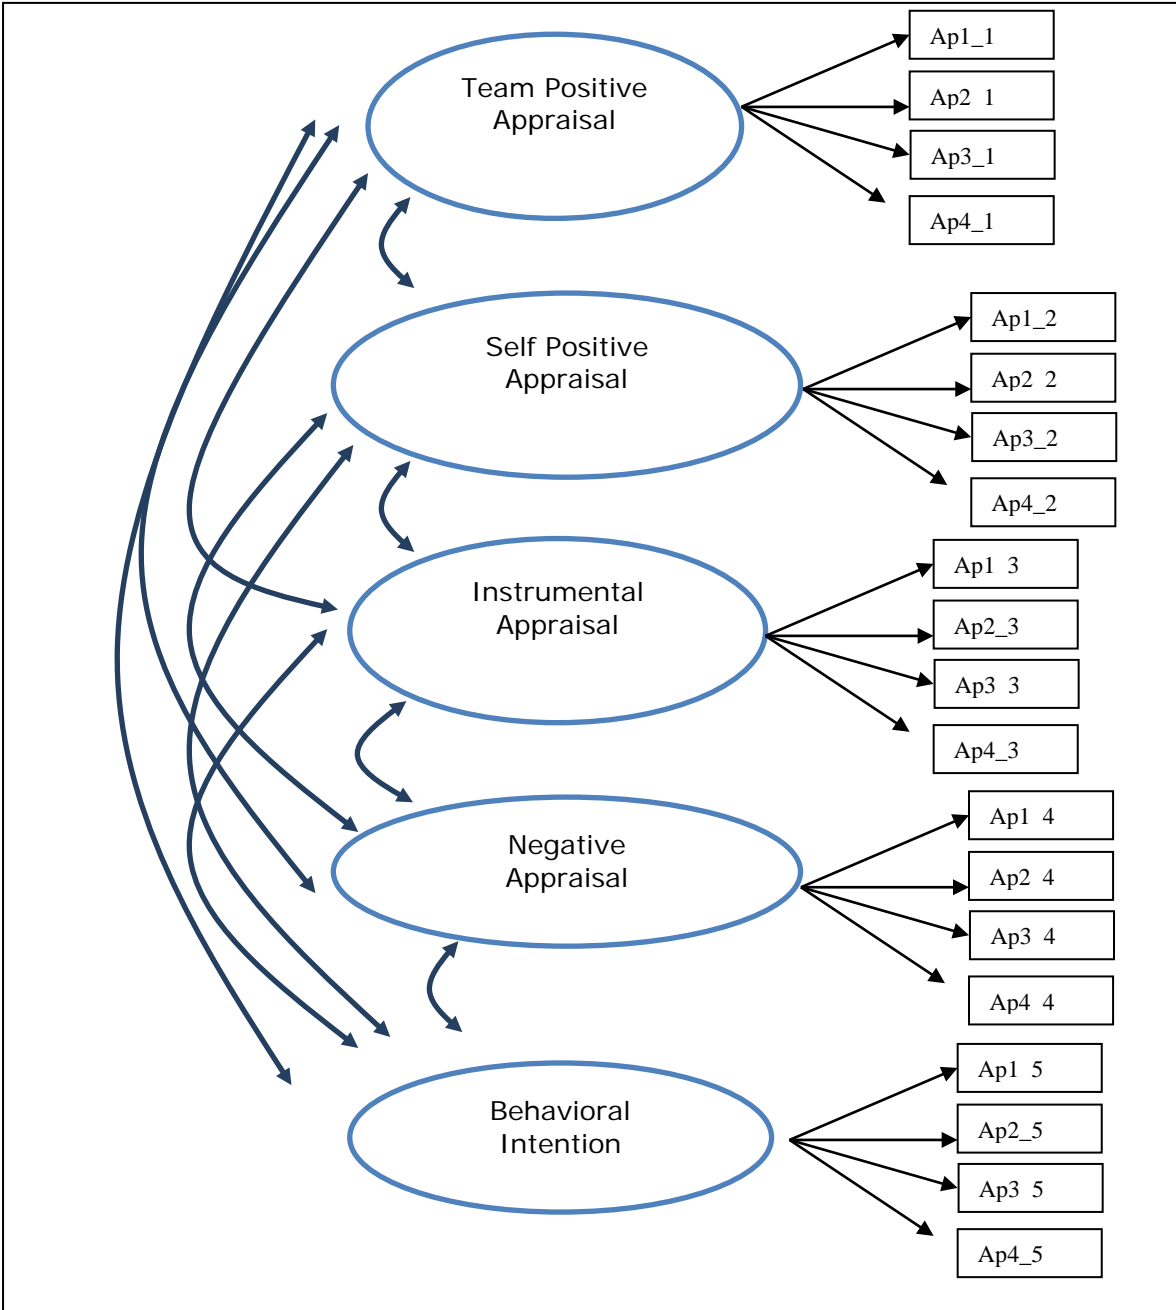 Team Positive
Appraisal
Ap1_1
Ap2 1
Ap3_1
Ap4_1
Self Positive
Appraisal
Ap1_2
Ap2 2
Ap3_2
Ap4_2
Instrumental
Appraisal
Ap1 3
Ap2_3
Ap3 3
Ap4_3
Negative
Appraisal
Ap1 4
Ap2 4
Ap3 4
Ap4 4
Behavioral
Intention
Ap1 5
Ap2_5
Ap3 5
Ap4_5